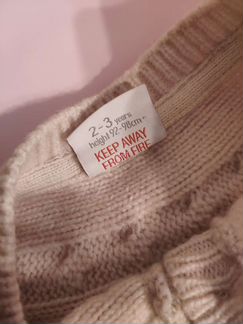 2-3 years
height 92-98cm-
KEEP AWAY
FROM FIRE